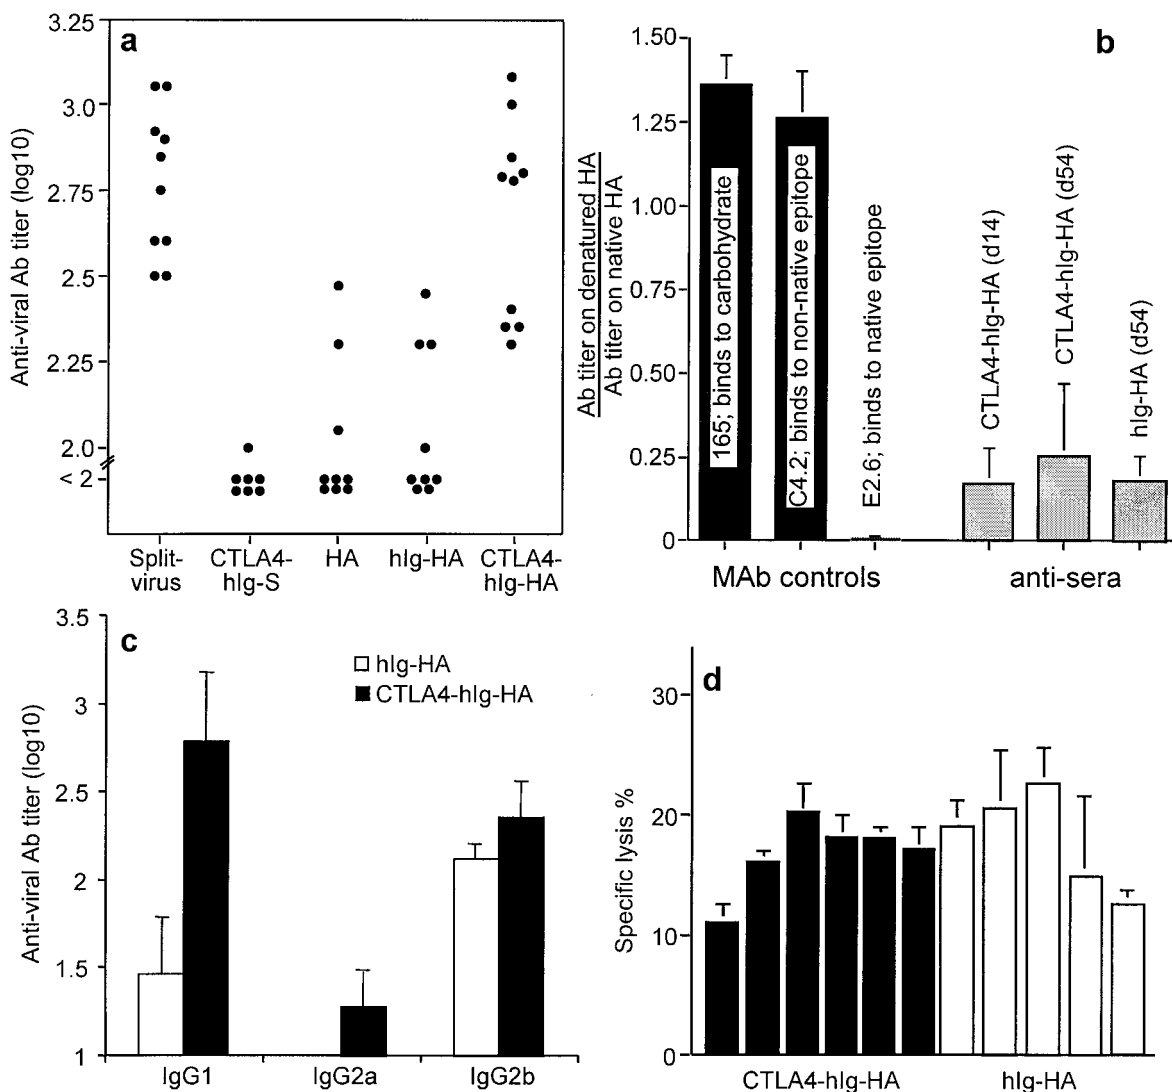 a
Anti-viral Ab titer (log10)
3.25
3.0
2.75
2.5
2.25
2.0
< 2
Split-
virus
CTLA4-
hIg-S
HA
hIg-HA
CTLA4-
hIg-HA
b
Ab titer on denatured HA
Ab titer on native HA
1.50
1.25
1.00
0.75
0.50
0.25
0
165; binds to carbohydrate
C4.2; binds to non-native epitope
E2.6; binds to native epitope
CTLA4-hIg-HA (d14)
CTLA4-hIg-HA (d54)
hIg-HA (d54)
MAb controls
anti-sera
c
Anti-viral Ab titer (log10)
3.5
3
2.5
2
1.5
1
hIg-HA
CTLA4-hIg-HA
IgG1
IgG2a
IgG2b
d
Specific lysis %
30
20
10
0
CTLA4-hIg-HA
hIg-HA